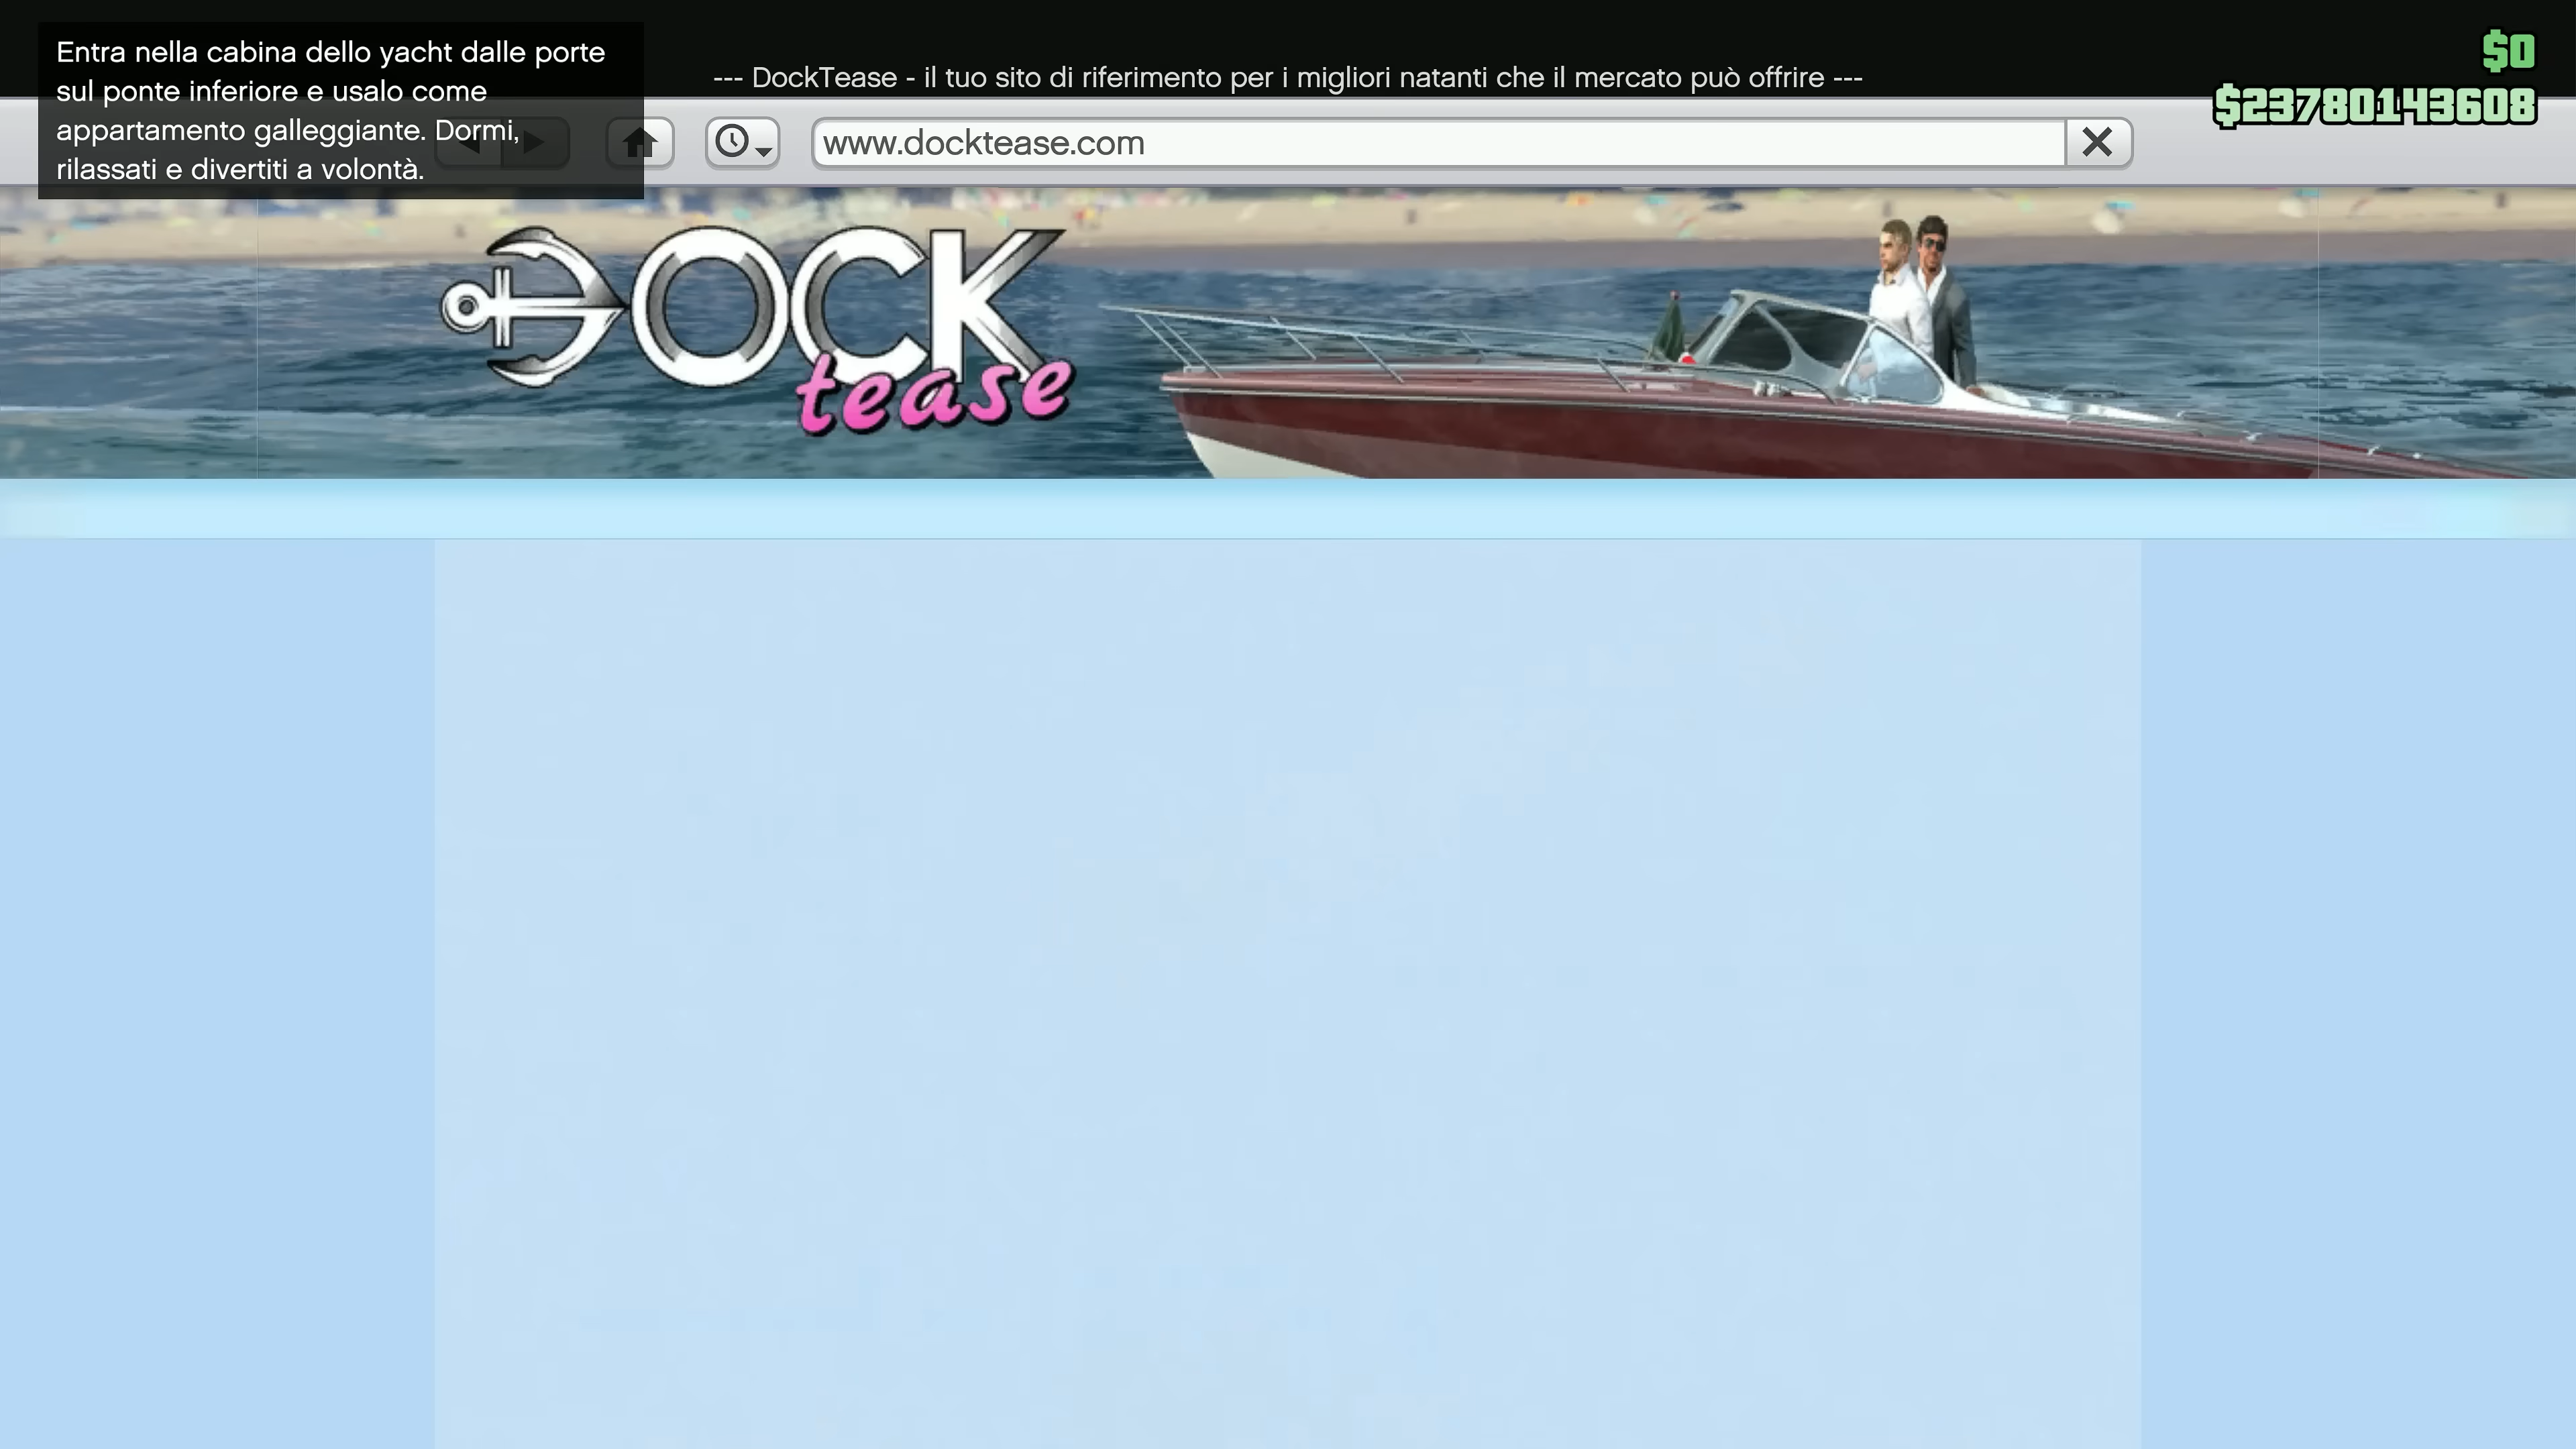 Entra nella cabina dello yacht dalle porte
sul ponte inferiore e usalo come
appartamento galleggiante. Dormi,
rilassati e divertiti a volontà.
--- DockTease - il tuo sito di riferimento per i migliori natanti che il mercato può offrire ---
$0
$23780143608
www.docktease.com
DOCK
tease